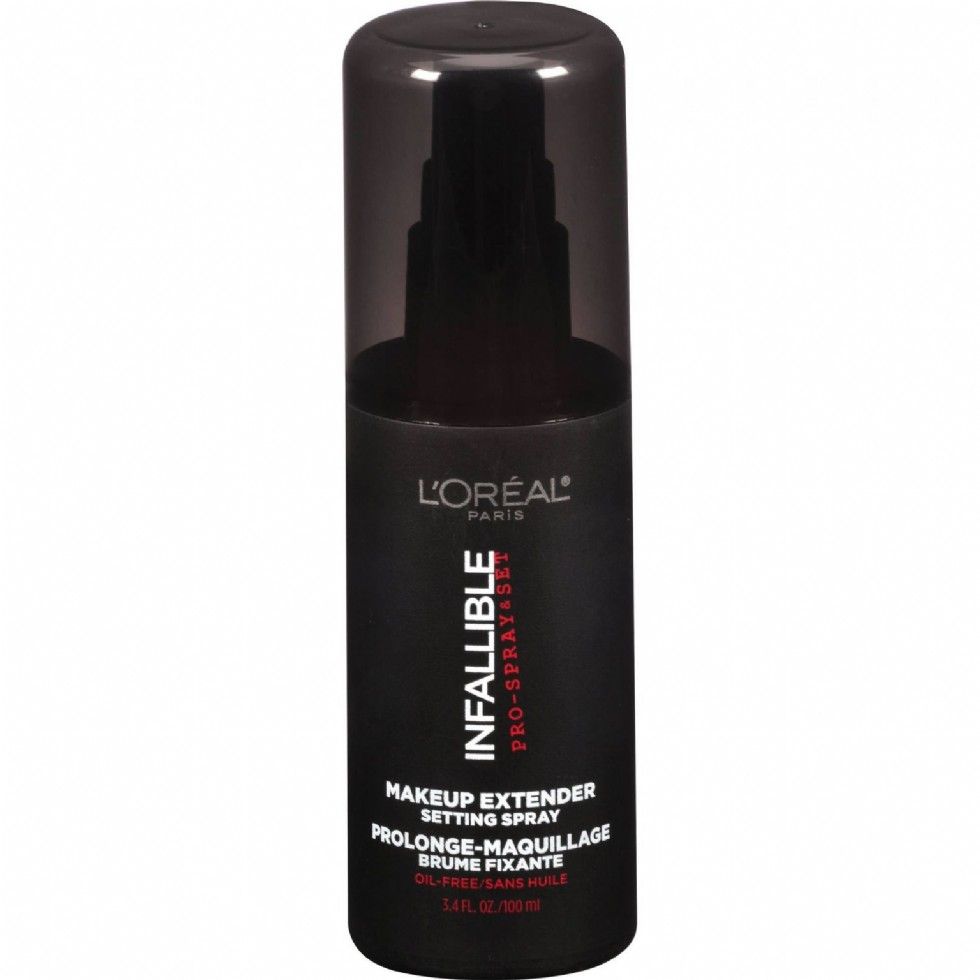 L'ORÉAL®
PARIS
INFALLIBLE
PRO-SPRAY&SET
MAKEUP EXTENDER
SETTING SPRAY
PROLONGE-MAQUILLAGE
BRUME FIXANTE
OIL-FREE/SANS HUILE
3.4 FL. OZ./100 ml